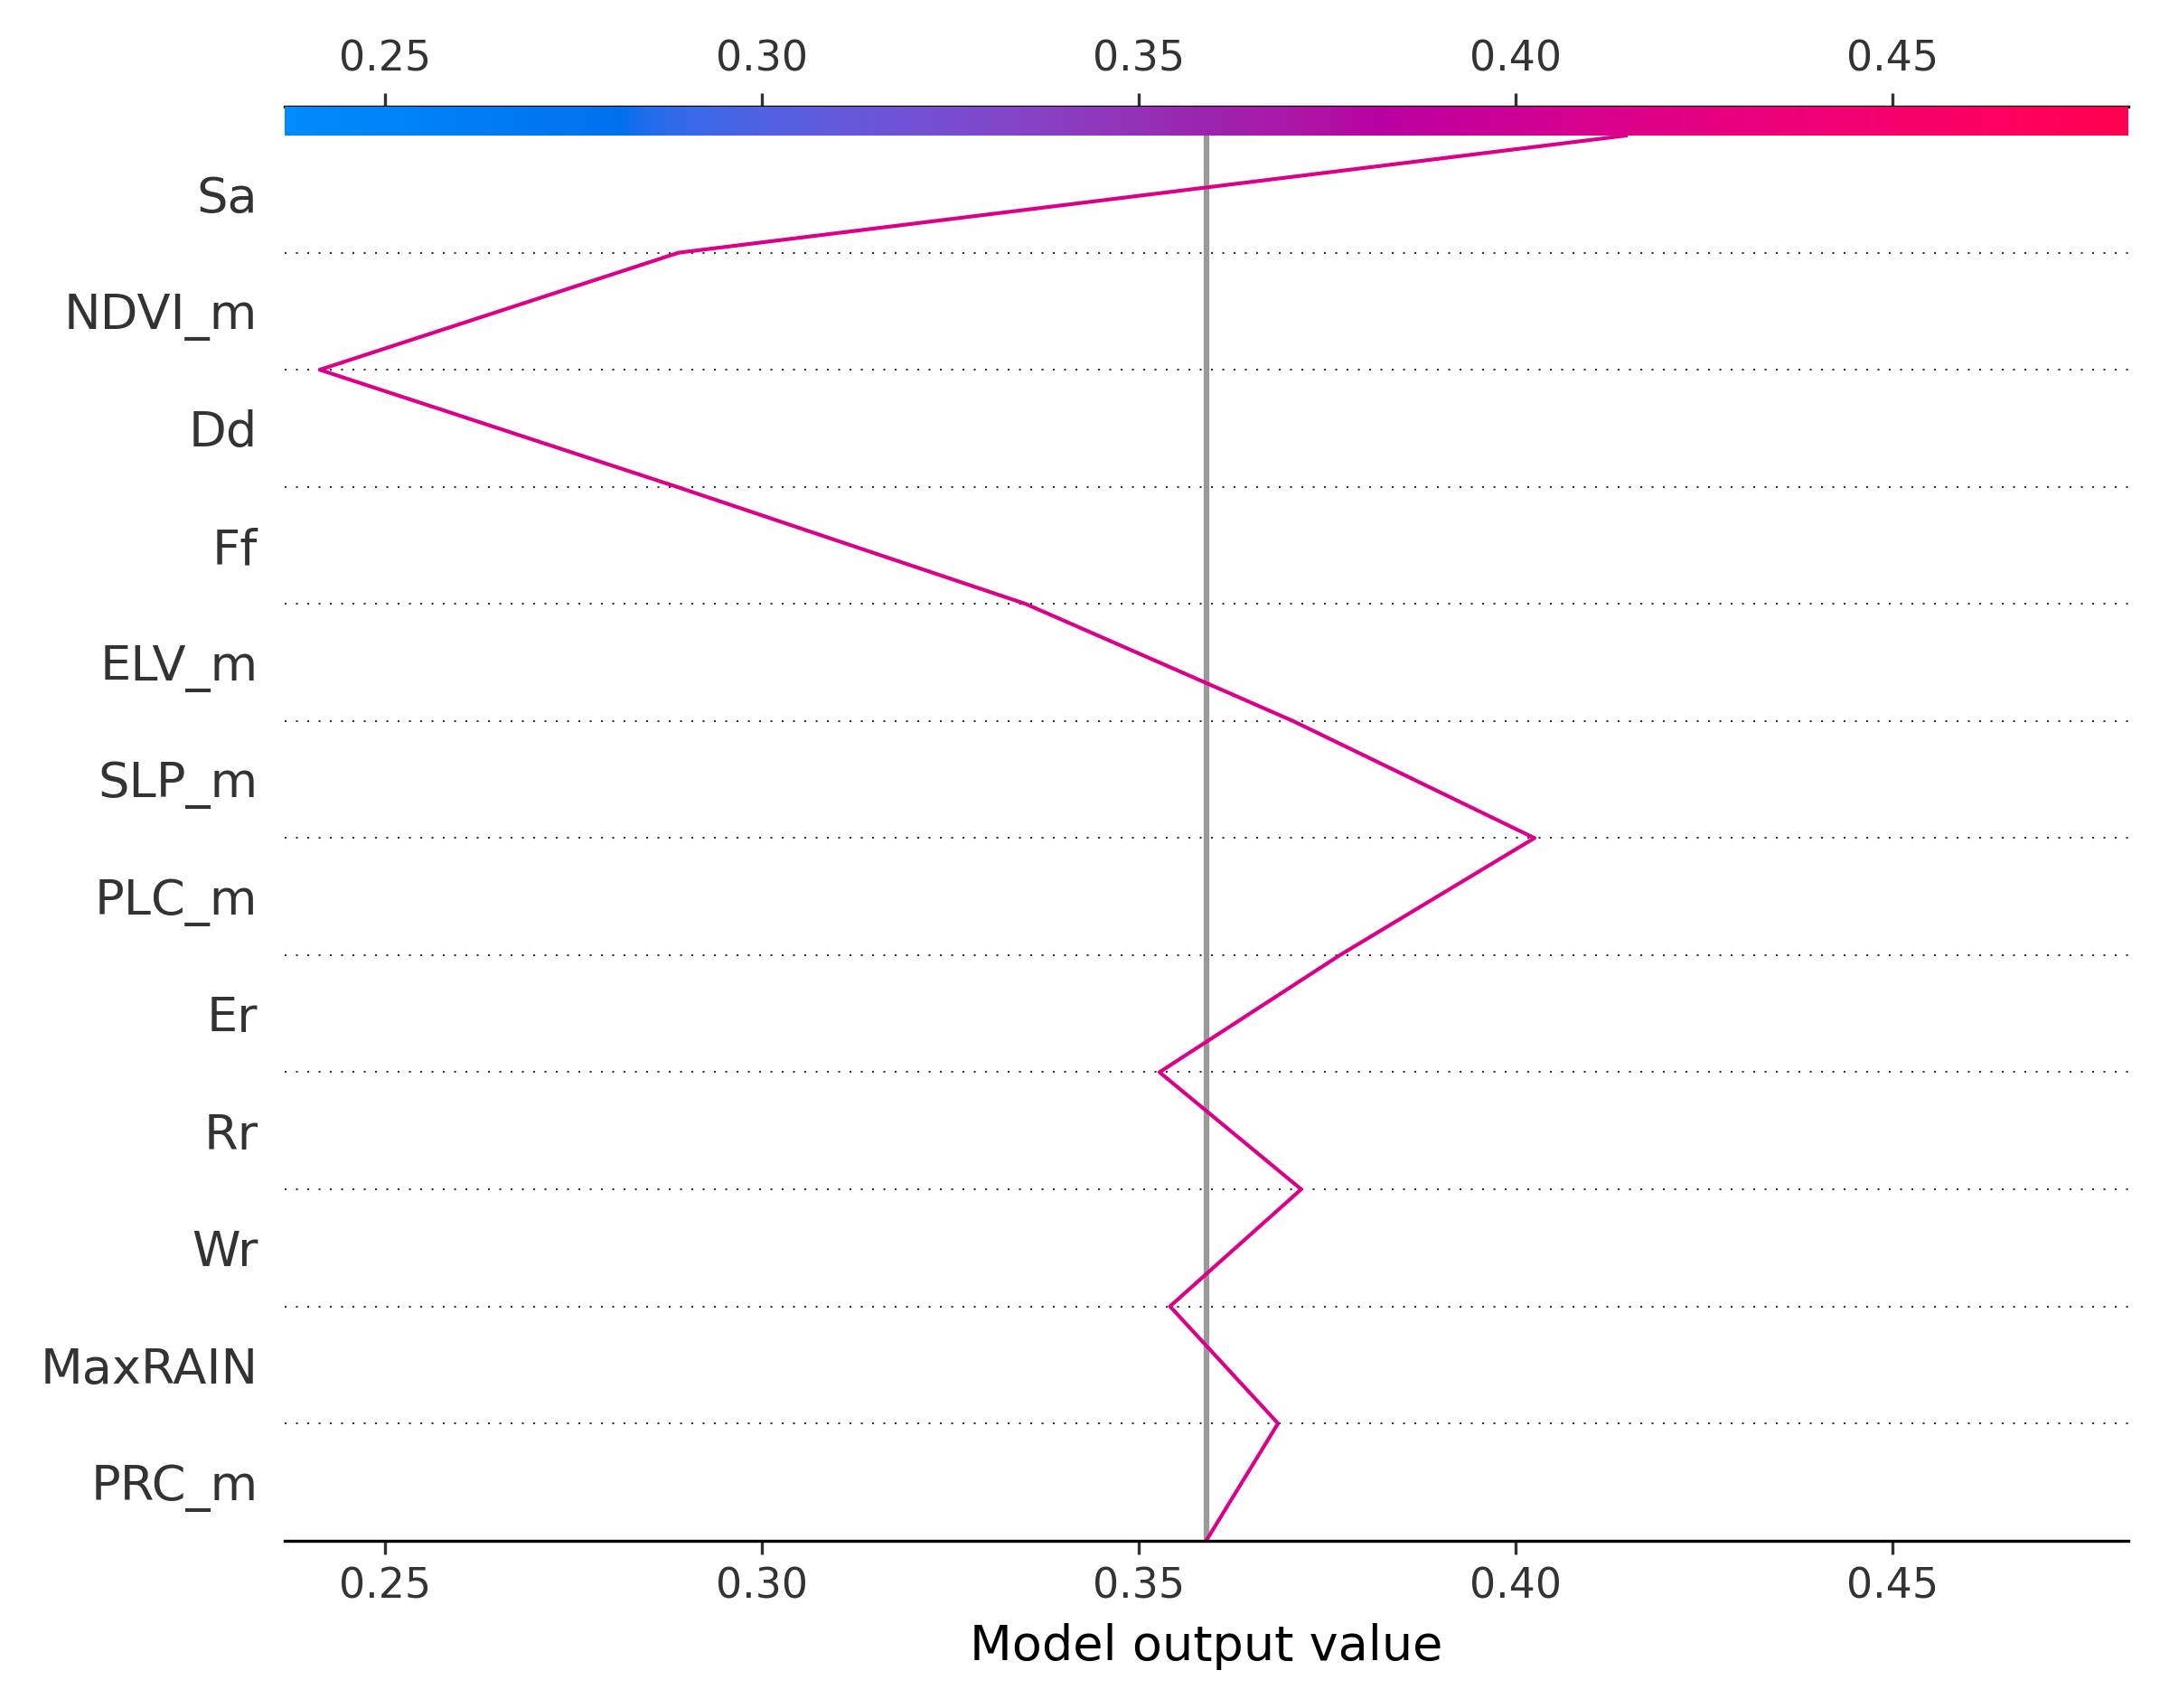 0.25 0.30 0.35 0.40 0.45
Sa
NDVI_m
Dd
Ff
ELV_m
SLP_m
PLC_m
Er
Rr
Wr
MaxRAIN
PRC_m
0.25 0.30 0.35 0.40 0.45
Model output value